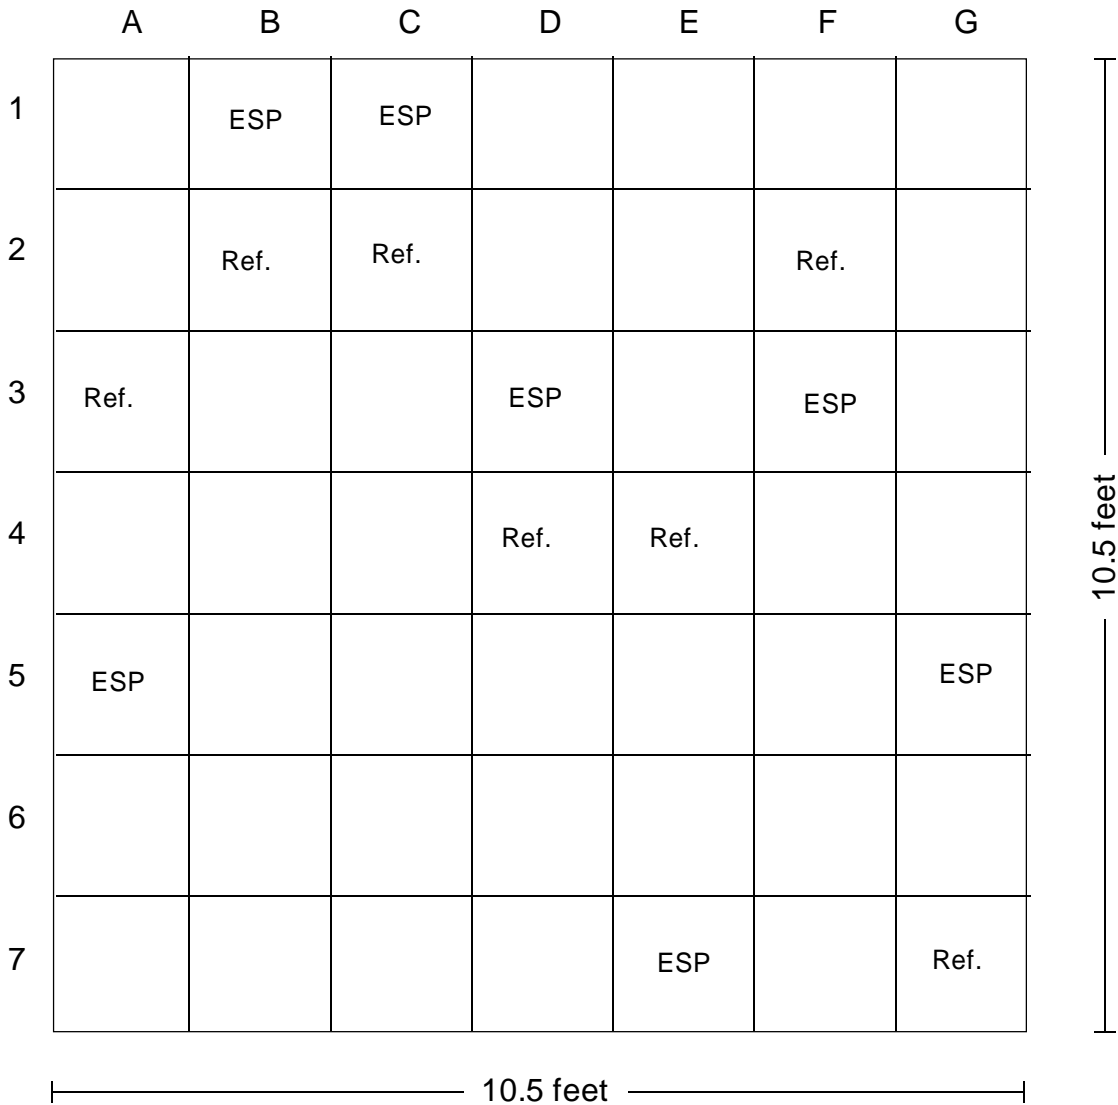 A B C D E F G
1 ESP ESP
2 Ref. Ref. Ref.
3 Ref. ESP ESP
4 Ref. Ref.
5 ESP ESP
6
7 ESP Ref.
10.5 feet
10.5 feet